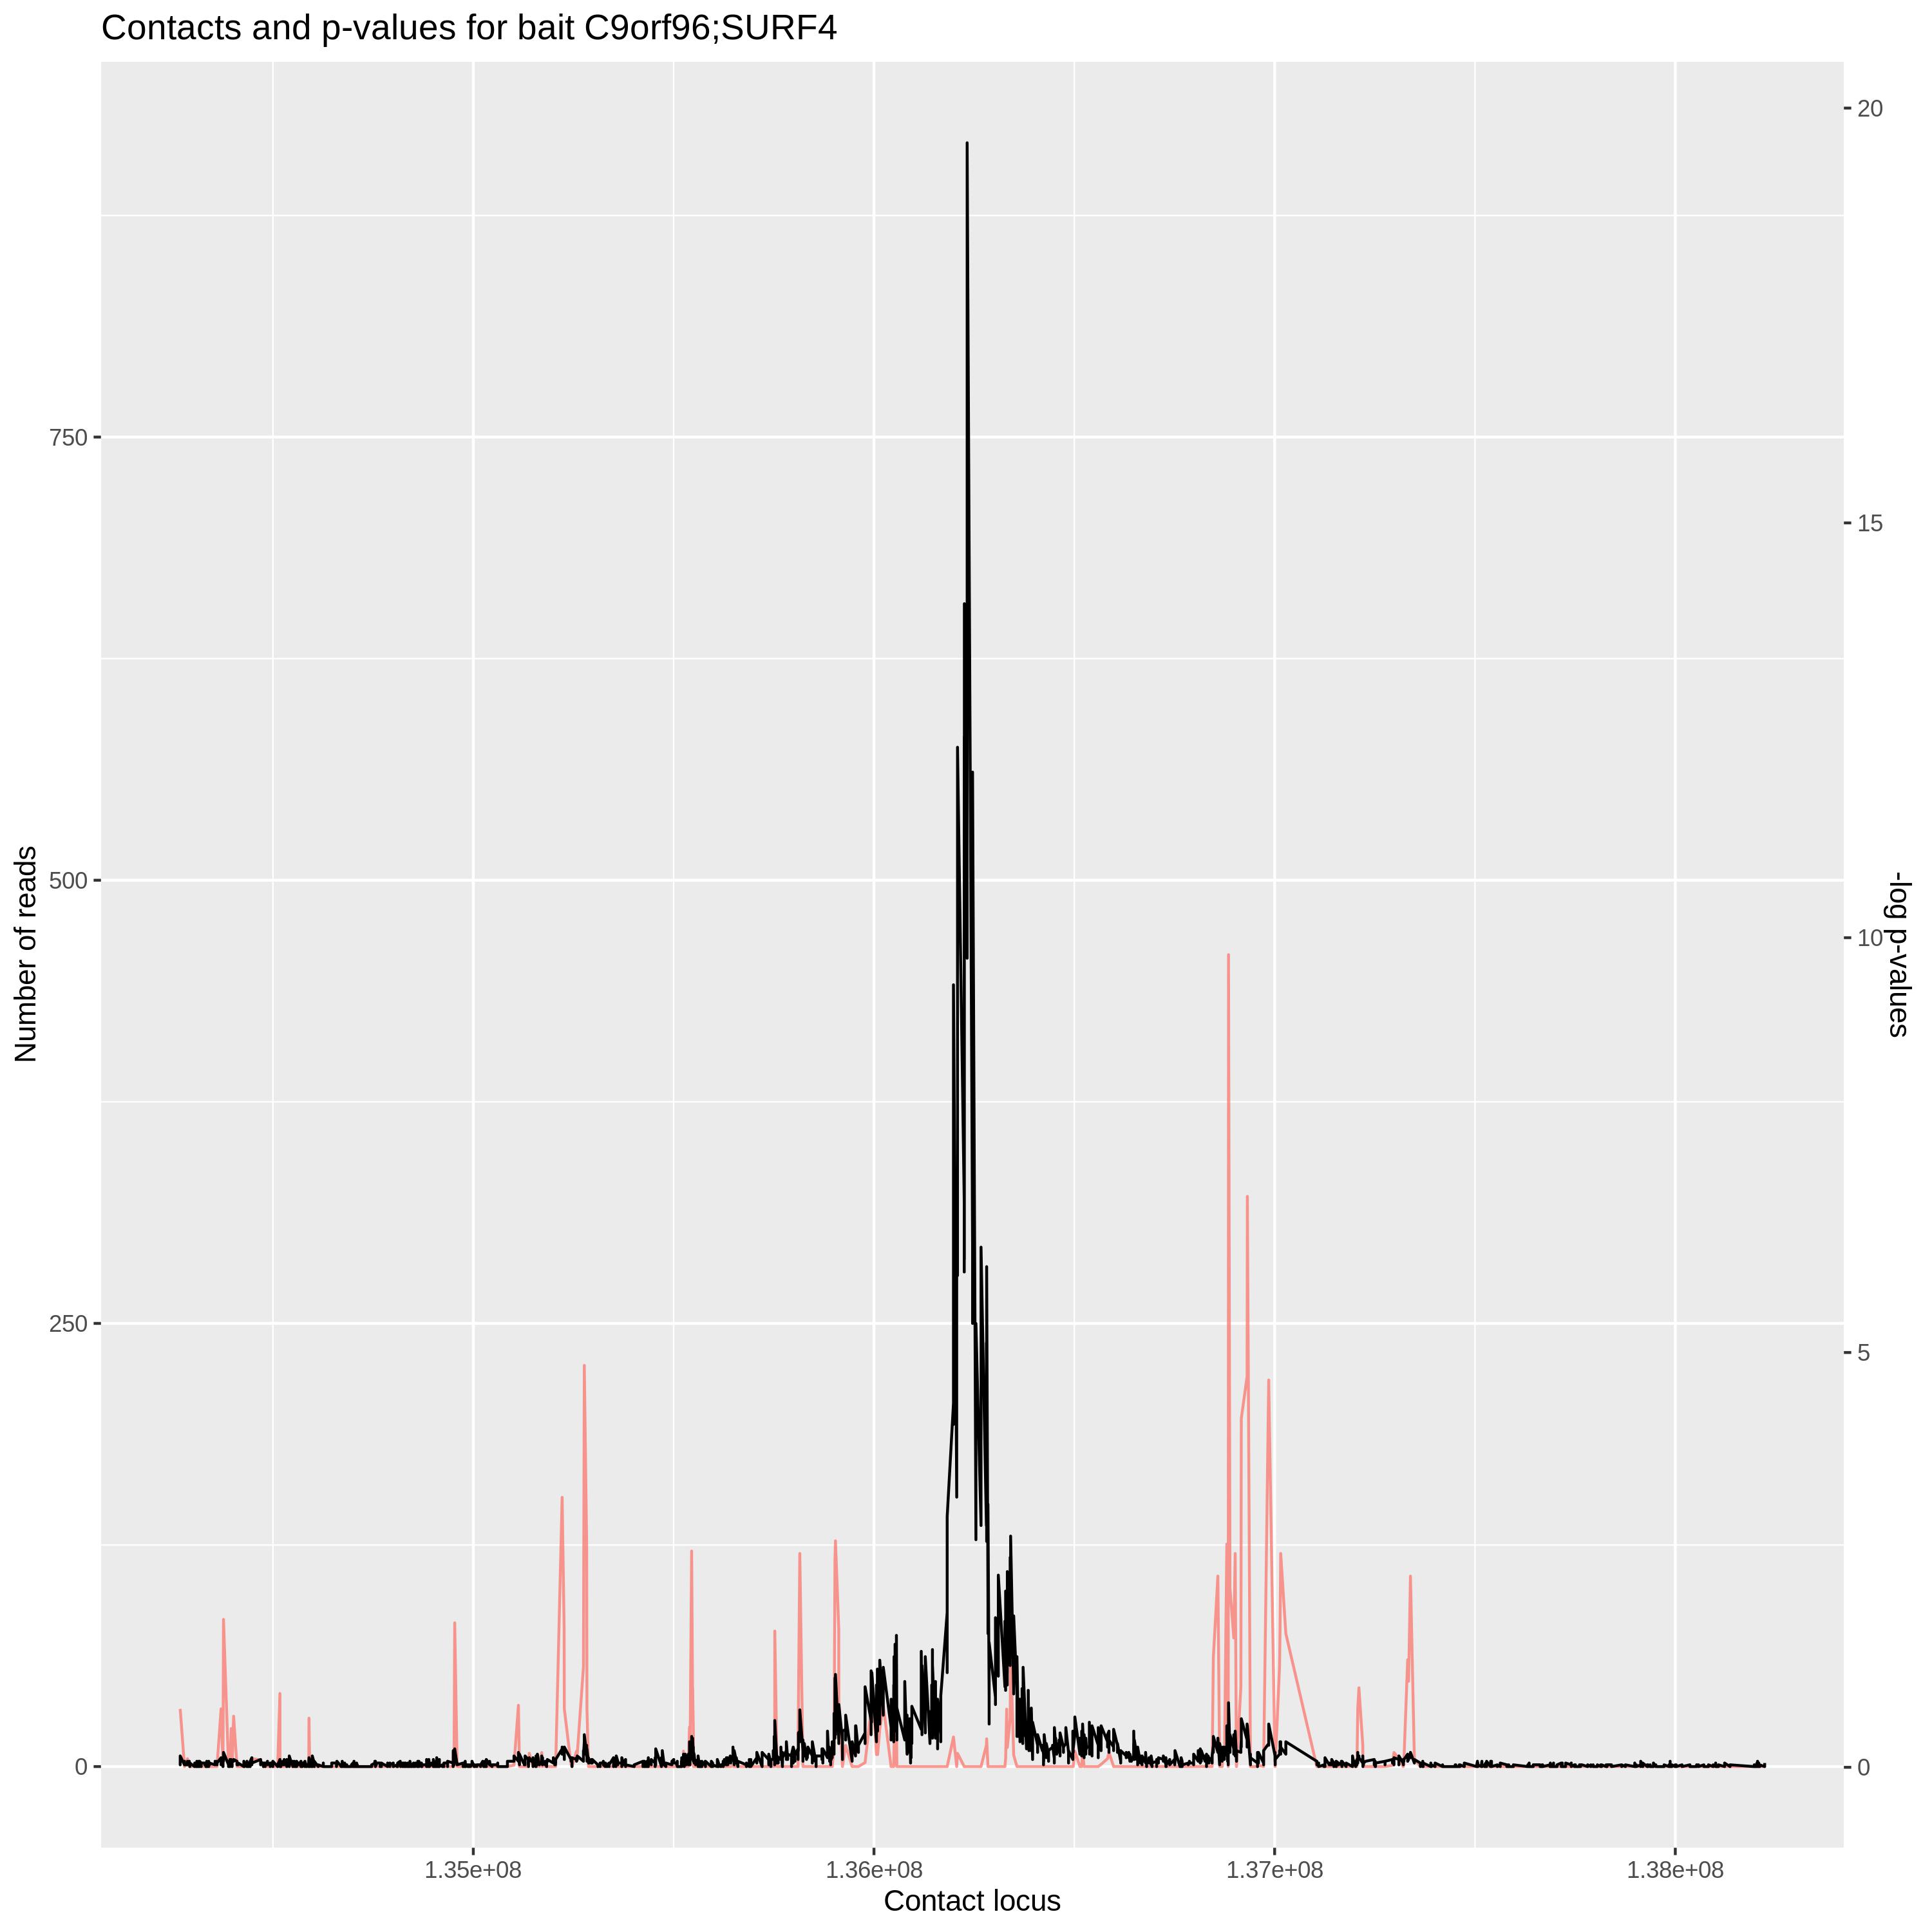 Contacts and p-values for bait C9orf96;SURF4
Number of reads
750
500
250
0
20
15
10
5
0
-log p-values
1.35e+08 1.36e+08 1.37e+08 1.38e+08
Contact locus